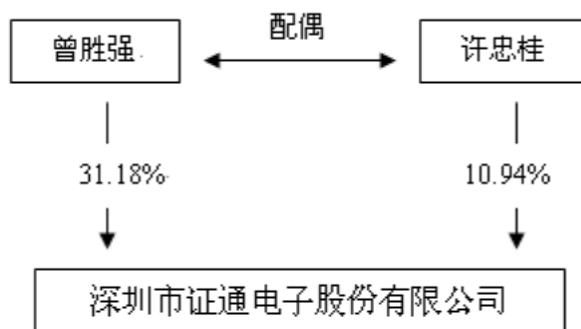 配偶
曾胜强
许忠桂
31.18%
10.94%
深圳市证通电子股份有限公司